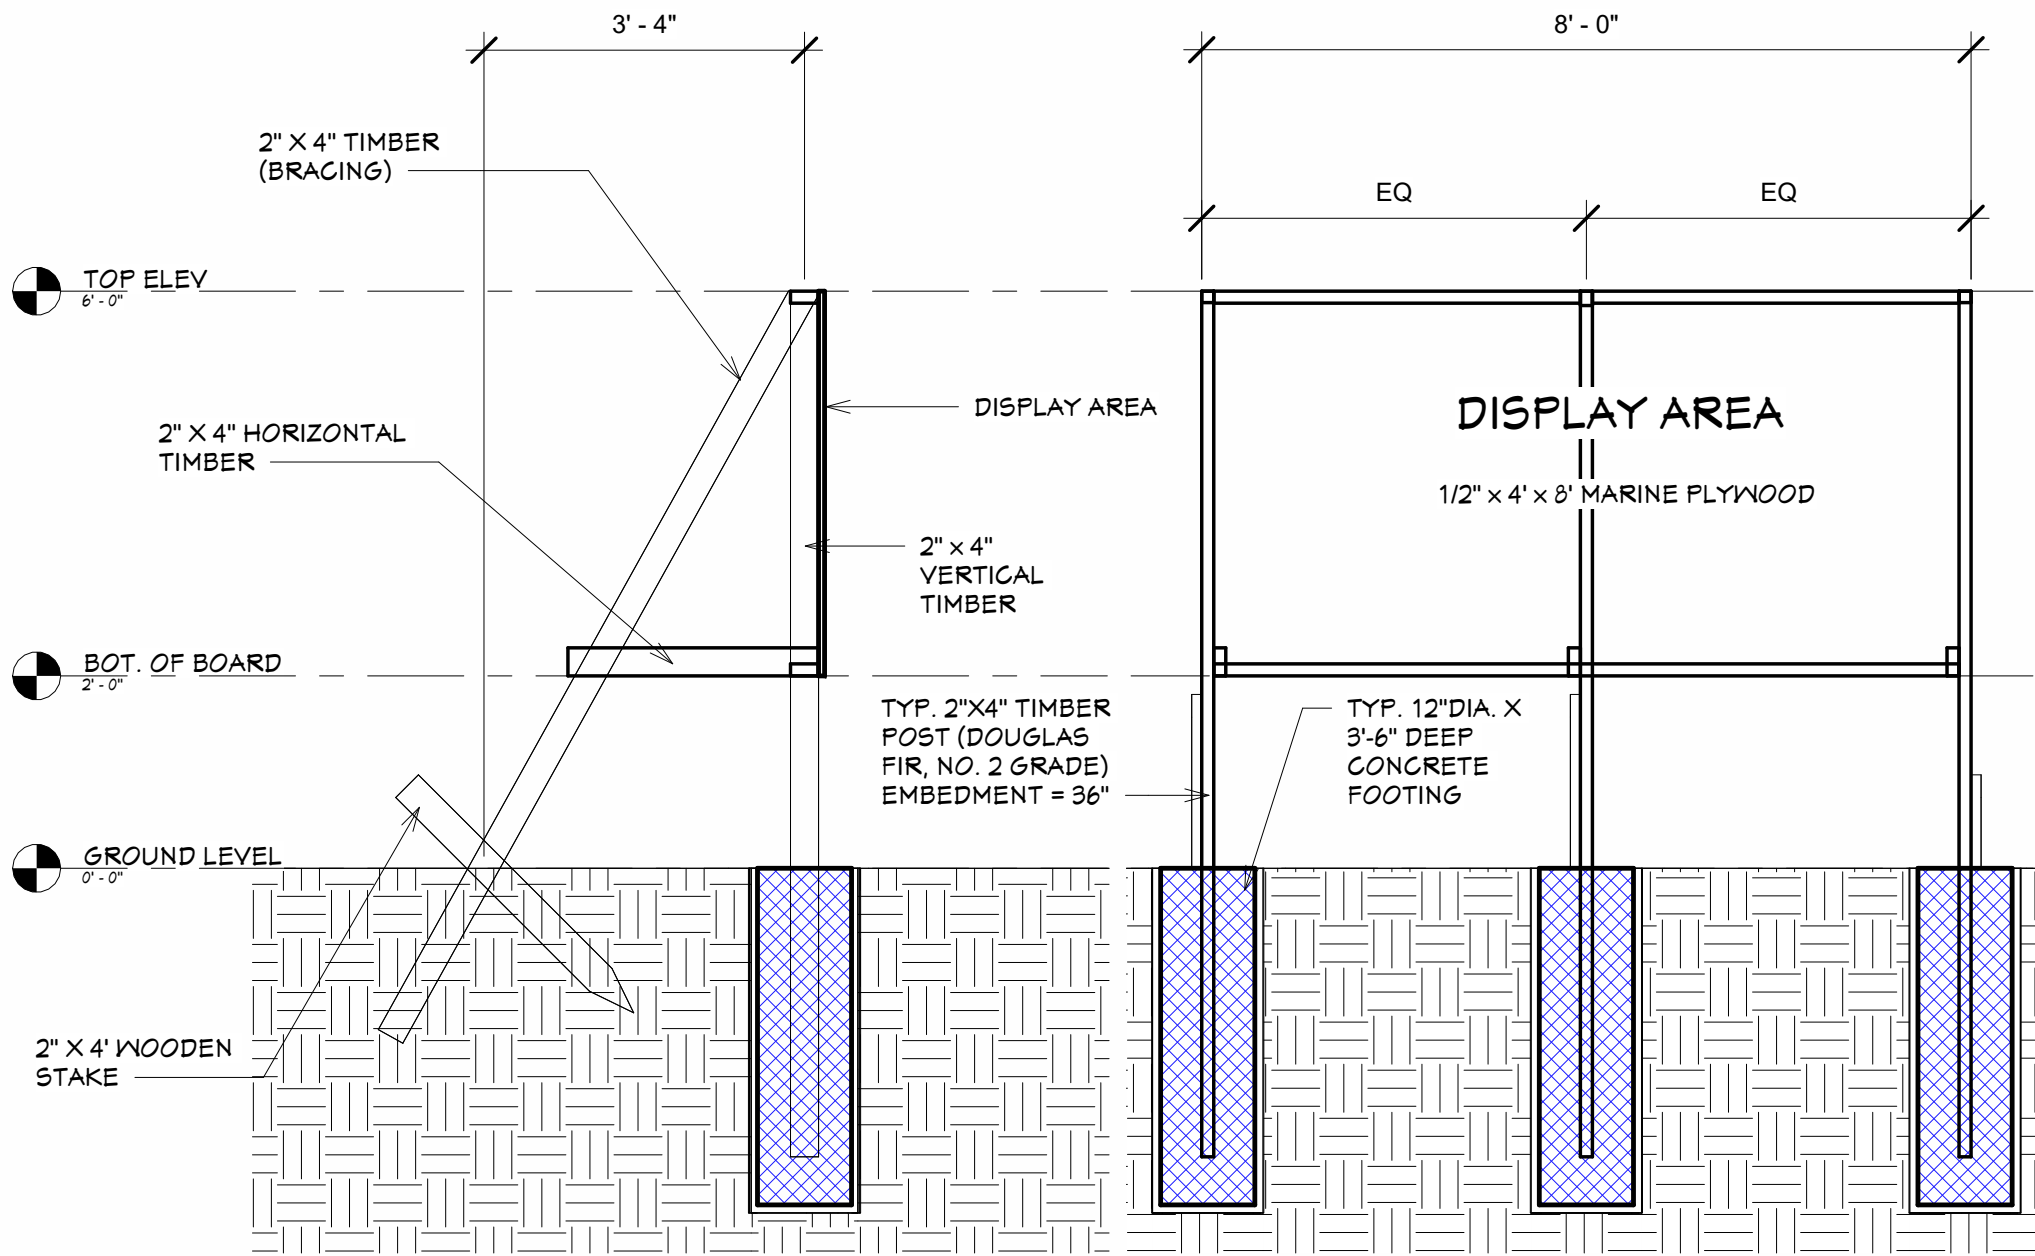 3' - 4"
8' - 0"
2" X 4" TIMBER
(BRACING)
EQ
EQ
TOP ELEV
6' - 0"
DISPLAY AREA
DISPLAY AREA
2" X 4" HORIZONTAL
TIMBER
1/2" x 4' x 8' MARINE PLYWOOD
2" x 4"
VERTICAL
TIMBER
BOT. OF BOARD
2' - 0"
TYP. 2"X4" TIMBER
POST (DOUGLAS
FIR, NO. 2 GRADE)
EMBEDMENT = 36"
TYP. 12"DIA. X
3'-6" DEEP
CONCRETE
FOOTING
GROUND LEVEL
0' - 0"
2" X 4' WOODEN
STAKE